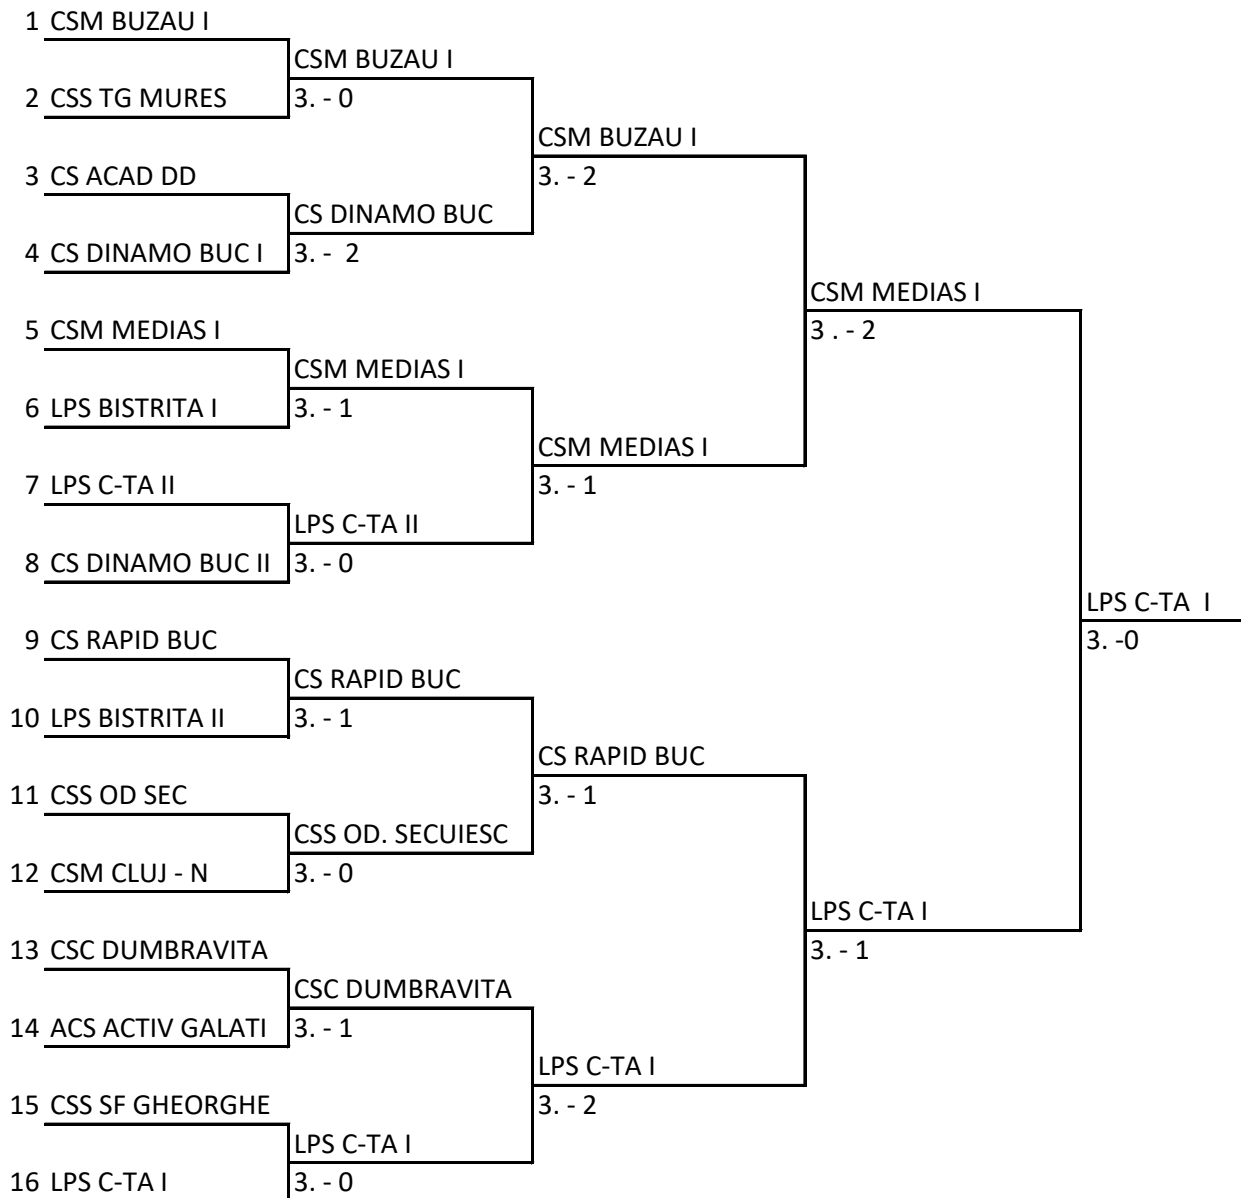 1 CSM BUZAU I
CSM BUZAU I
2 CSS TG MURES
3. - 0
CSM BUZAU I
3 CS ACAD DD
3. - 2
CS DINAMO BUC
4 CS DINAMO BUC I
3. -  2
CSM MEDIAS I
5 CSM MEDIAS I
3 . - 2
CSM MEDIAS I
6 LPS BISTRITA I
3. - 1
CSM MEDIAS I
7 LPS C-TA II
3. - 1
LPS C-TA II
8 CS DINAMO BUC II
3. - 0
LPS C-TA  I
9 CS RAPID BUC
3. -0
CS RAPID BUC
10 LPS BISTRITA II
3. - 1
CS RAPID BUC
11 CSS OD SEC
3. - 1
CSS OD. SECUIESC
12 CSM CLUJ - N
3. - 0
LPS C-TA I
13 CSC DUMBRAVITA
3. - 1
CSC DUMBRAVITA
14 ACS ACTIV GALATI
3. - 1
LPS C-TA I
15 CSS SF GHEORGHE
3. - 2
LPS C-TA I
16 LPS C-TA I
3. - 0